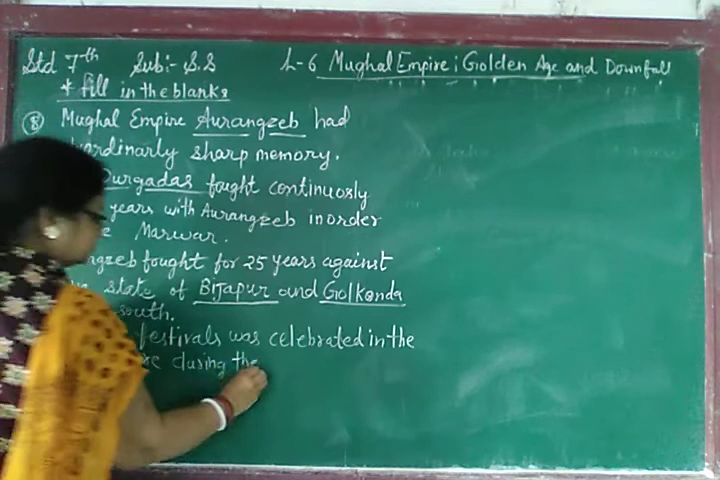 Std 7th Sub:- S.S L-6 Mughal Empire; Golden Age and Downfall
* fill in the blanks
⑧ Mughal Empire Aurangzeb had
sharp memory.
Durgadas fought continuosly
years with Aurangzeb in order
Marwar.
fought for 25 years against
state of Bijapur and Golkonda
south.
festivals was celebrated in the
during the